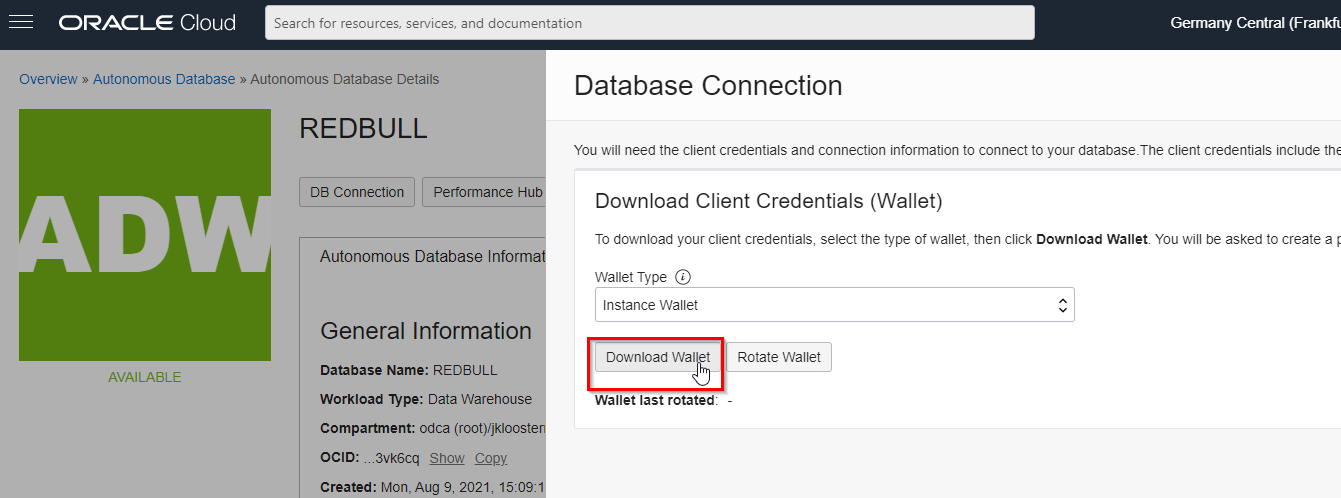 ORACLE Cloud
Search for resources, services, and documentation
Germany Central (Frankfu
Overview » Autonomous Database » Autonomous Database Details
ADW
AVAILABLE
REDBULL
DB Connection
Performance Hub
Autonomous Database Informat
General Information
Database Name: REDBULL
Workload Type: Data Warehouse
Compartment: odca (root)/jkloostern
OCID: ...3vk6cq Show Copy
Created: Mon, Aug 9, 2021, 15:09:1
Database Connection
You will need the client credentials and connection information to connect to your database.The client credentials include the
Download Client Credentials (Wallet)
To download your client credentials, select the type of wallet, then click Download Wallet. You will be asked to create a p
Wallet Type i
Instance Wallet
Download Wallet
Rotate Wallet
Wallet last rotated: -